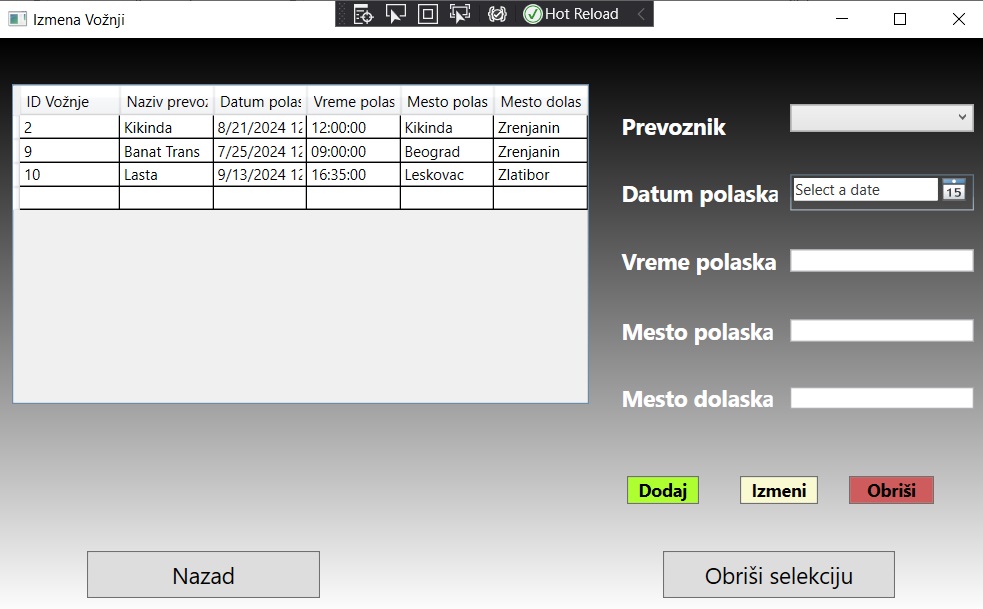 Izmena Vožnji
Hot Reload
ID Vožnje Naziv prevoz Datum polas Vreme polas Mesto polas Mesto dolas
2 Kikinda 8/21/2024 12 12:00:00 Kikinda Zrenjanin
9 Banat Trans 7/25/2024 12 09:00:00 Beograd Zrenjanin
10 Lasta 9/13/2024 12 16:35:00 Leskovac Zlatibor
Prevoznik
Datum polaska Select a date 15
Vreme polaska
Mesto polaska
Mesto dolaska
Dodaj Izmeni Obriši
Nazad Obriši selekciju